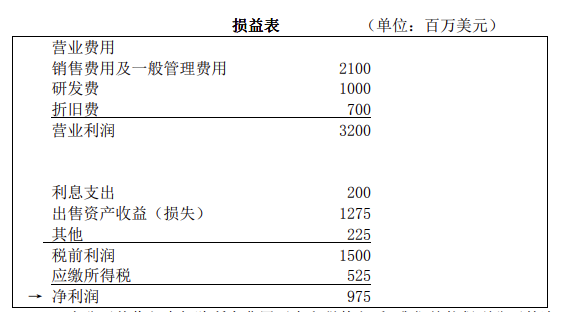 损益表 （单位：百万美元）
营业费用
销售费用及一般管理费用 2100
研发费 1000
折旧费 700
营业利润 3200
利息支出 200
出售资产收益（损失） 1275
其他 225
税前利润 1500
应缴所得税 525
→ 净利润 975